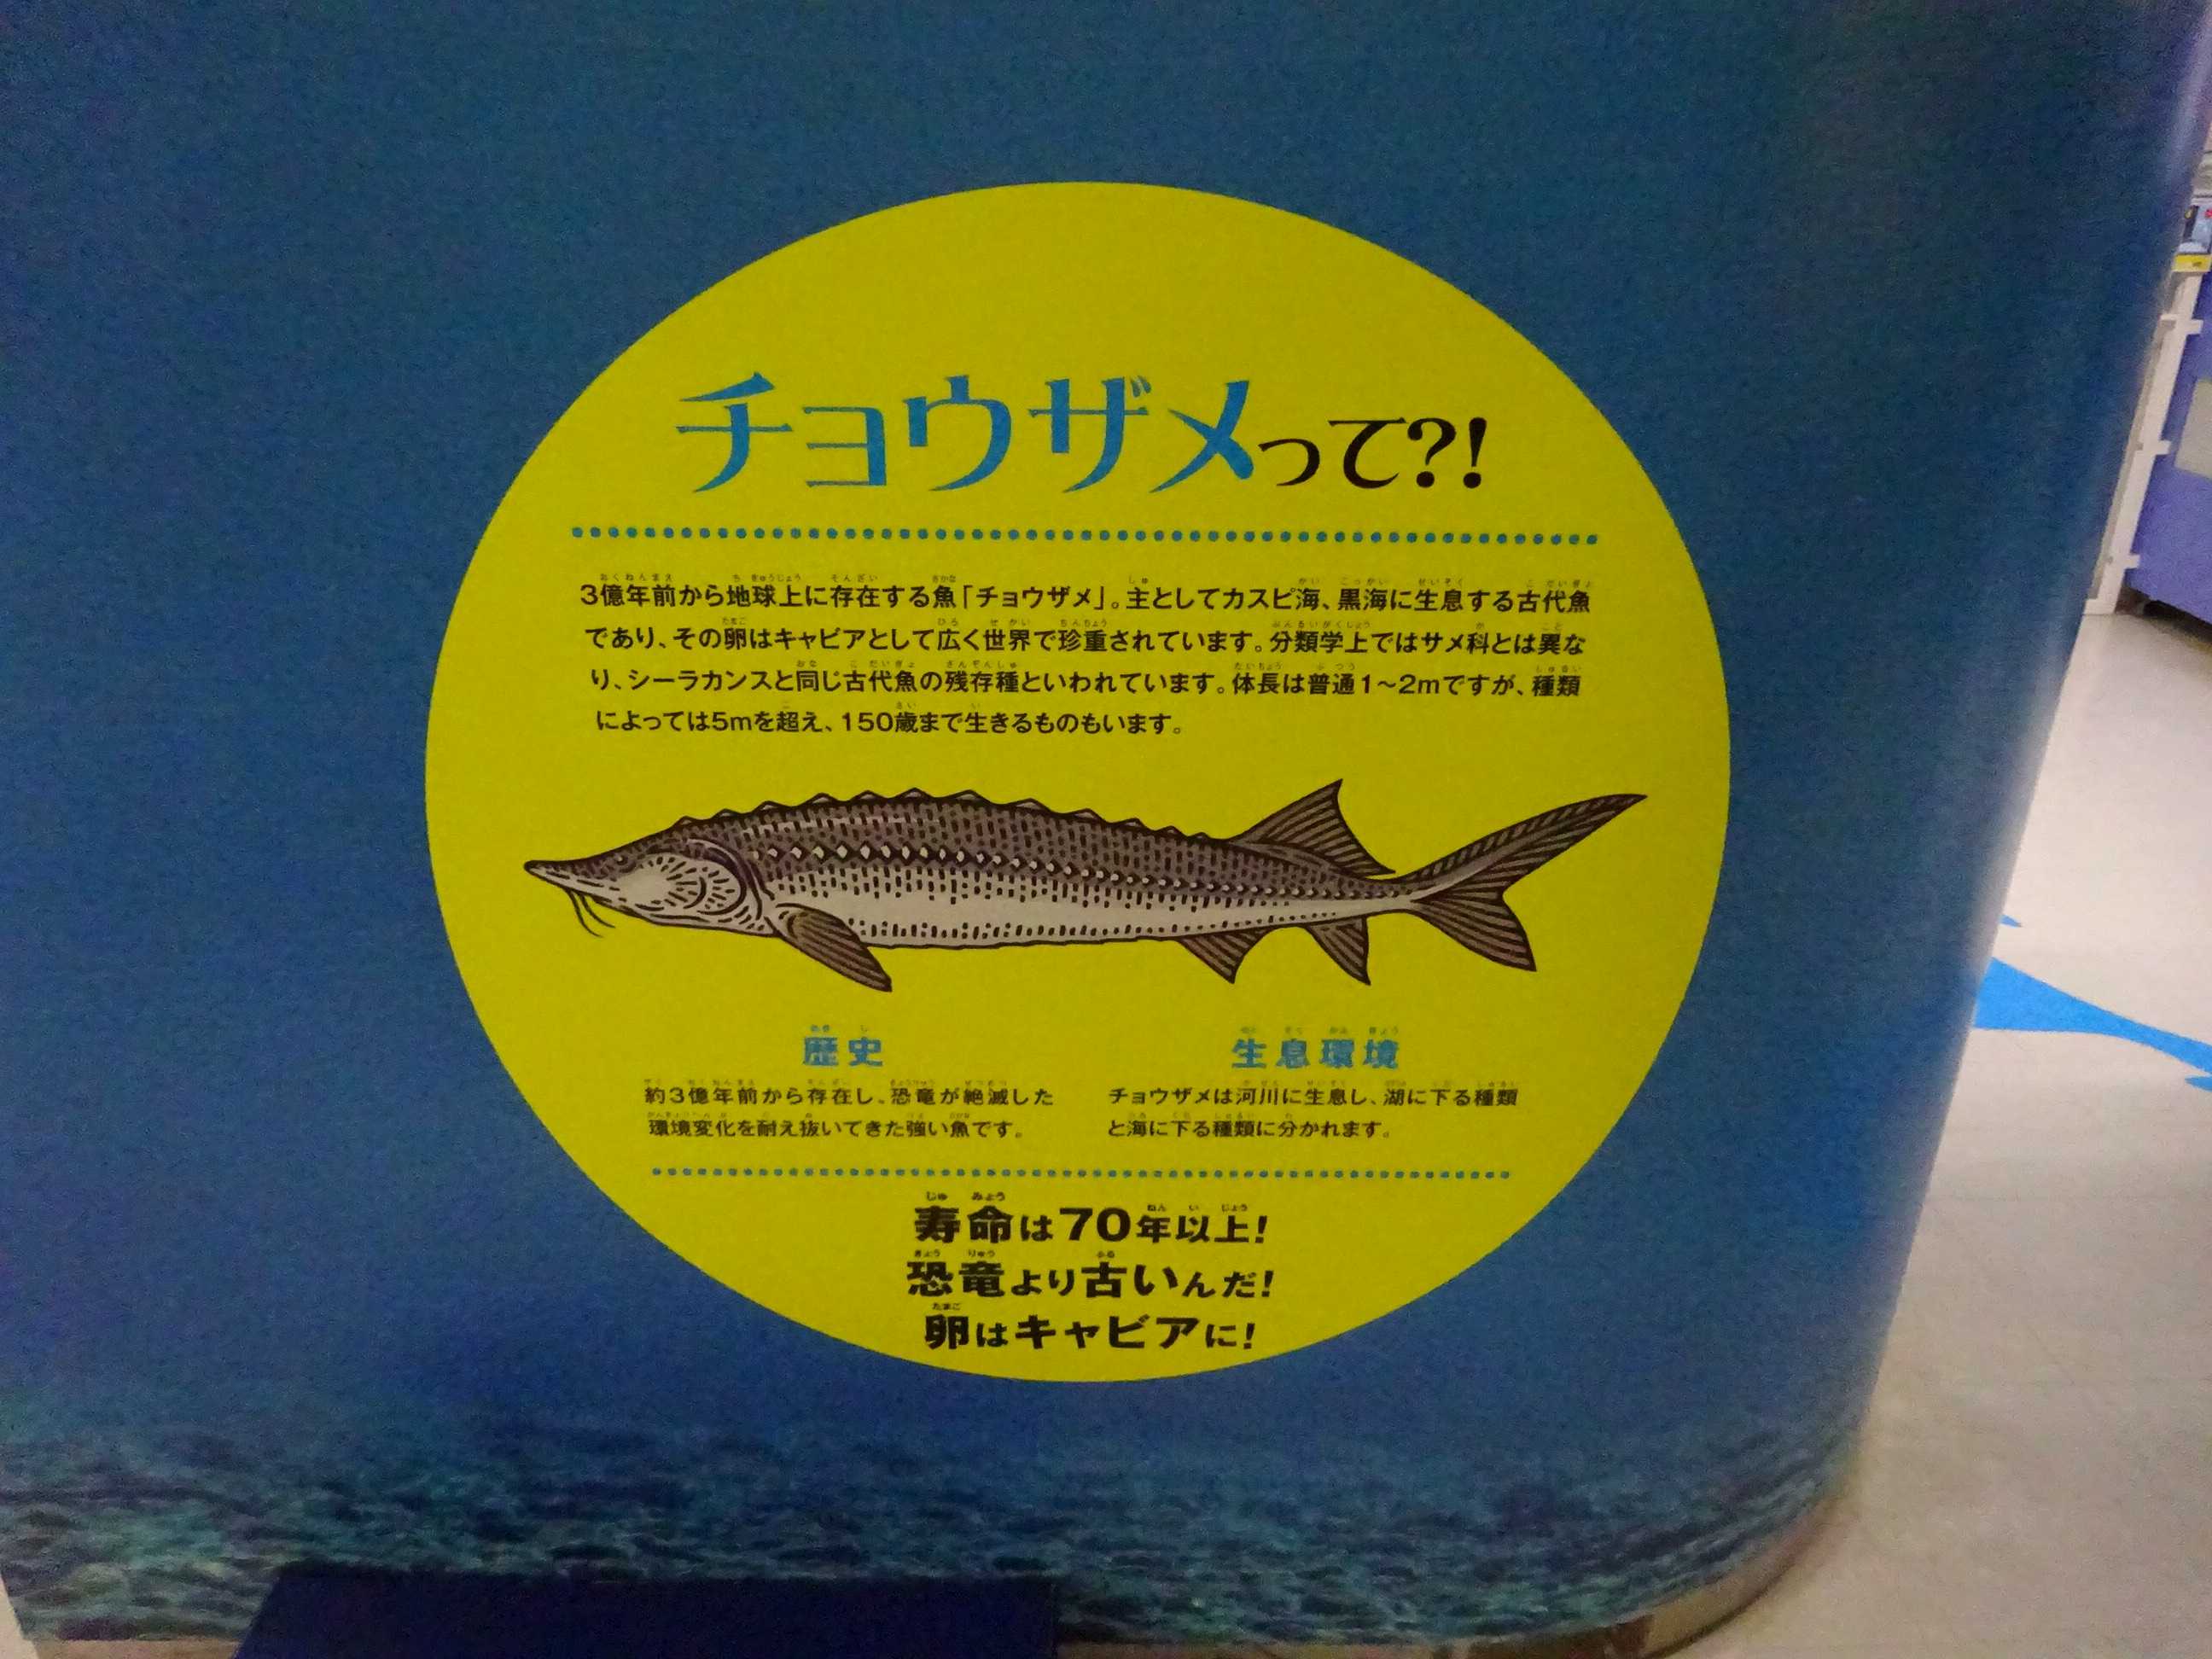 チョウザメって?!
3億年前から地球上に存在する魚「チョウザメ」。主としてカスピ海、黒海に生息する古代魚
であり、その卵はキャビアとして広く世界で珍重されています。分類学上ではサメ科とは異な
り、シーラカンスと同じ古代魚の残存種といわれています。体長は普通1〜2mですが、種類
によっては5mを超え、150歳まで生きるものもいます。
歴史
約3億年前から存在し、恐竜が絶滅した
環境変化を耐え抜いてきた強い魚です。
生息環境
チョウザメは河川に生息し、湖に下る種類
と海に下る種類に分かれます。
寿命は70年以上!
恐竜より古いんだ!
卵はキャビアに!